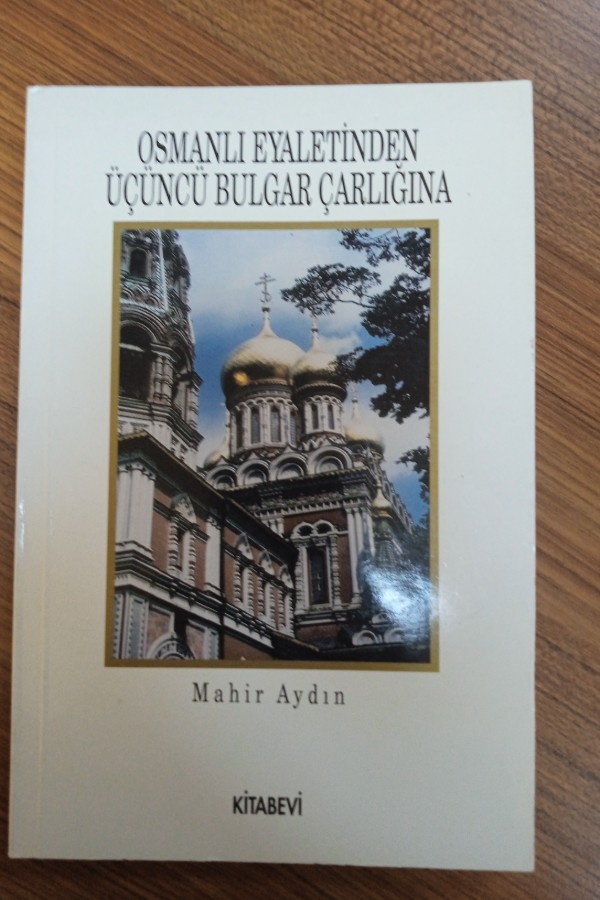 OSMANLI EYALETİNDEN
ÜÇÜNCÜ BULGAR ÇARLIĞINA
Mahir Aydın
KİTABEVİ